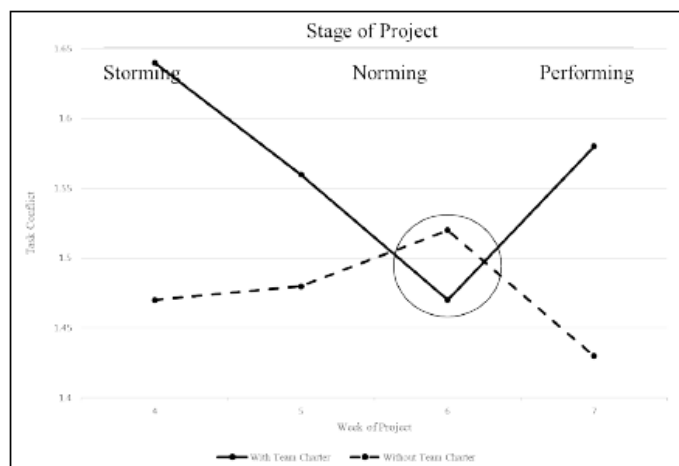 Stage of Project
Storming Norming Performing
1.65
1.6
1.55
1.5
1.45
1.4
Task Conflict
4 5 6 7
Week of Project
With Team Charter Without Team Charter